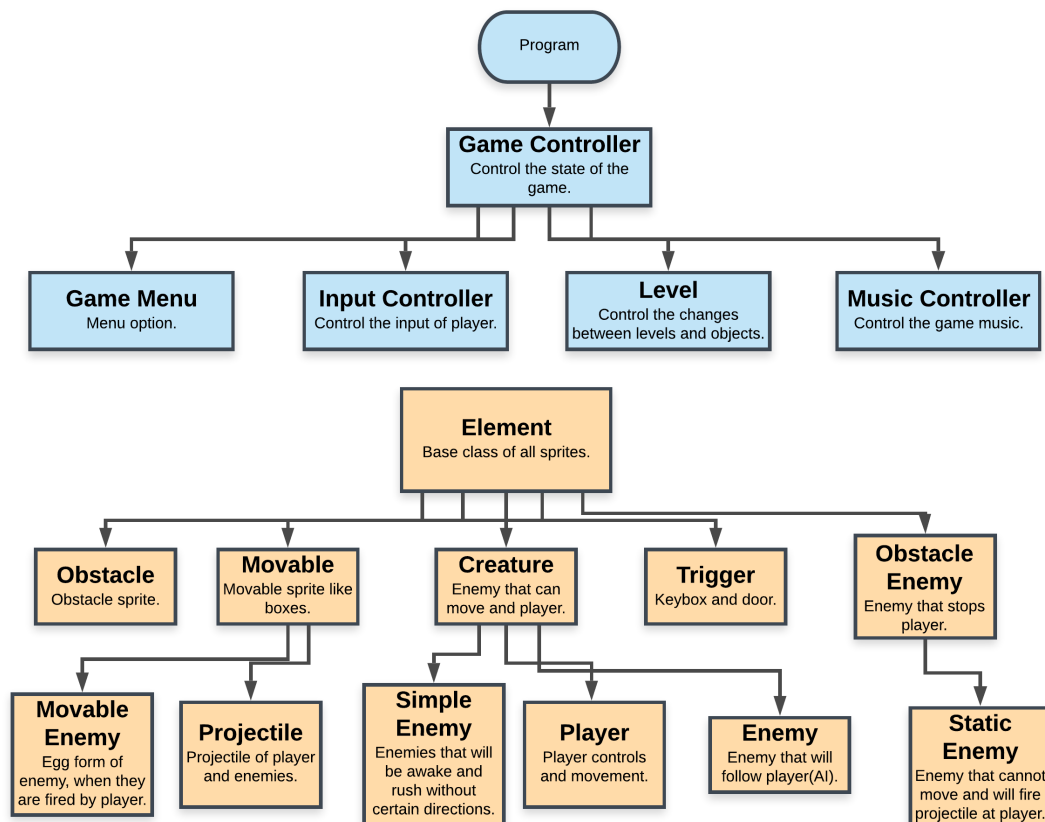 Program
Game Controller
Control the state of the
game.
Game Menu
Menu option.
Input Controller
Control the input of player.
Level
Control the changes
between levels and objects.
Music Controller
Control the game music.
Element
Base class of all sprites.
Obstacle
Obstacle sprite.
Movable
Movable sprite like
boxes.
Creature
Enemy that can
move and player.
Trigger
Keybox and door.
Obstacle
Enemy
Enemy that stops
player.
Movable
Enemy
Egg form of
enemy, when they
are fired by player.
Projectile
Projectile of player
and enemies.
Simple
Enemy
Enemies that will
be awake and
rush without
certain directions.
Player
Player controls
and movement.
Enemy
Enemy that will
follow player(AI).
Static
Enemy
Enemy that cannot
move and will fire
projectile at player.